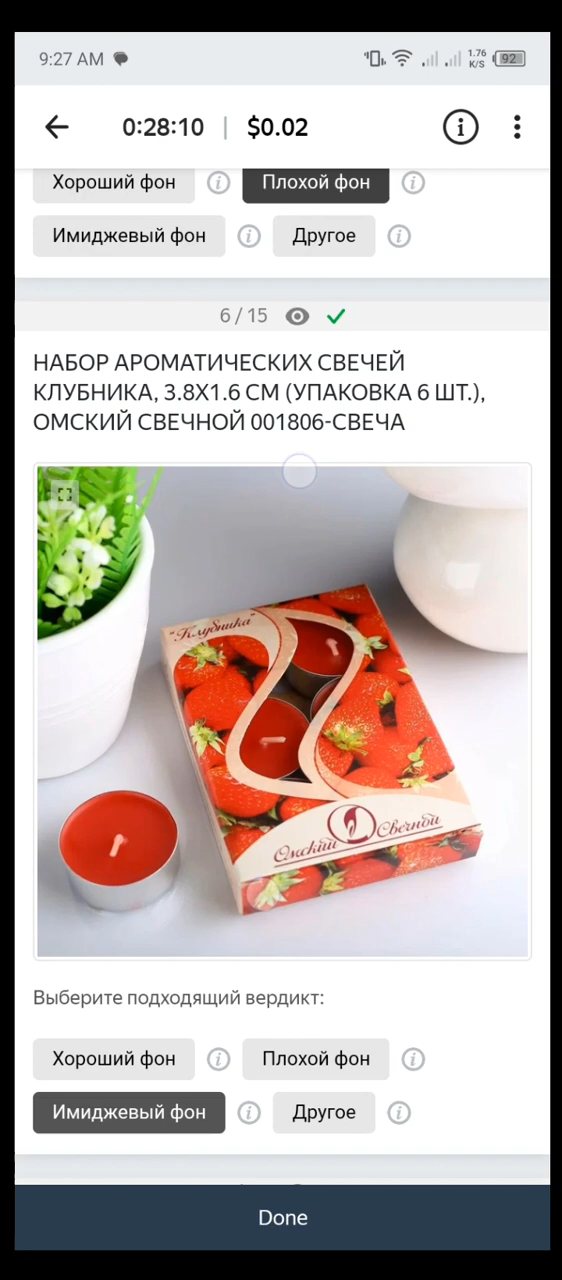 9:27 AM
1.76
K/S
92
0:28:10 | $0.02
Хороший фон
Плохой фон
Имиджевый фон
Другое
6 / 15
НАБОР АРОМАТИЧЕСКИХ СВЕЧЕЙ
КЛУБНИКА, 3.8Х1.6 СМ (УПАКОВКА 6 ШТ.),
ОМСКИЙ СВЕЧНОЙ 001806-СВЕЧА
"Клубника"
Омский Свечной
Выберите подходящий вердикт:
Хороший фон
Плохой фон
Имиджевый фон
Другое
Done